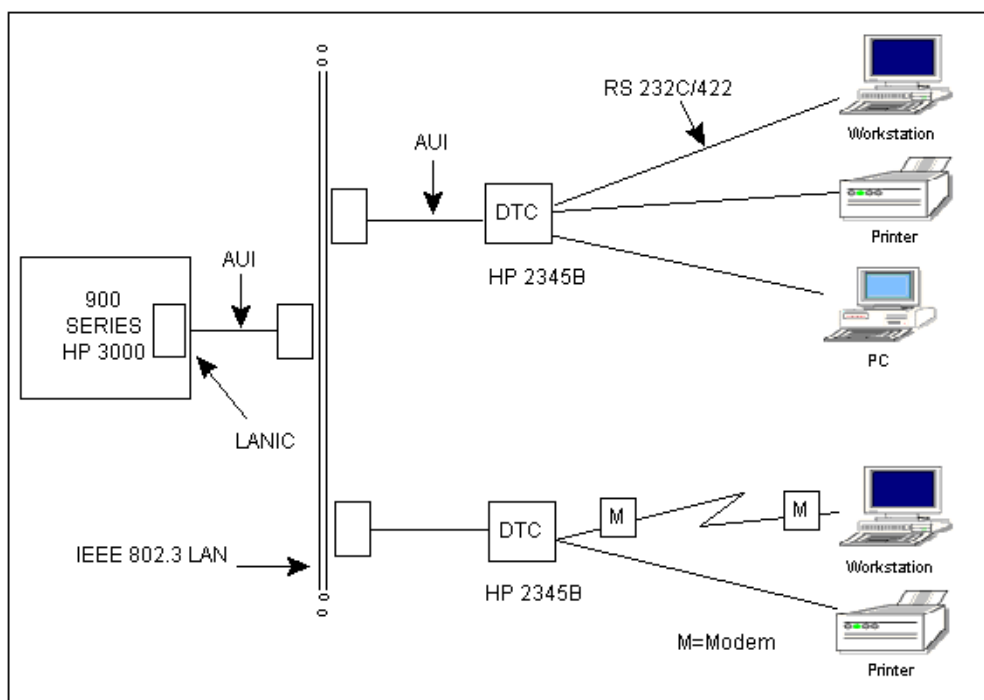 RS 232C/422
Workstation
AUI
DTC
Printer
HP 2345B
AUI
900
SERIES
HP 3000
PC
LANIC
M
M
DTC
IEEE 802.3 LAN
Workstation
HP 2345B
M=Modem
Printer